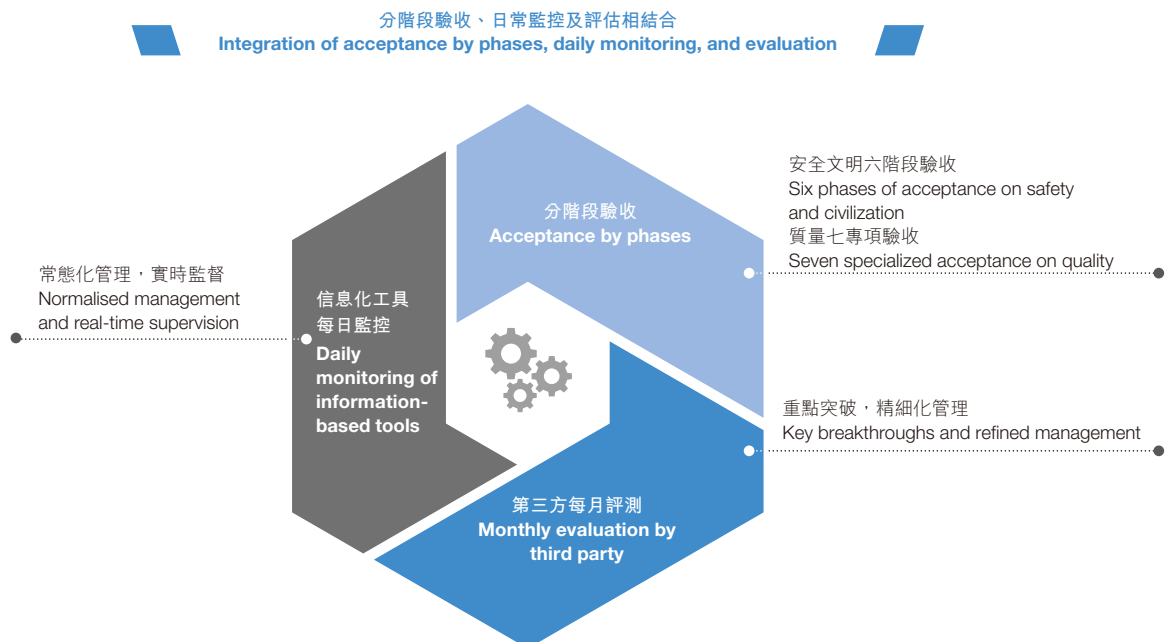 分階段驗收、日常監控及評估相結合
Integration of acceptance by phases, daily monitoring, and evaluation
分階段驗收
Acceptance by phases
安全文明六階段驗收
Six phases of acceptance on safety
and civilization
質量七專項驗收
Seven specialized acceptance on quality
常態化管理，實時監督
Normalised management
and real-time supervision
信息化工具
每日監控
Daily
monitoring of
information-
based tools
重點突破，精細化管理
Key breakthroughs and refined management
第三方每月評測
Monthly evaluation by
third party